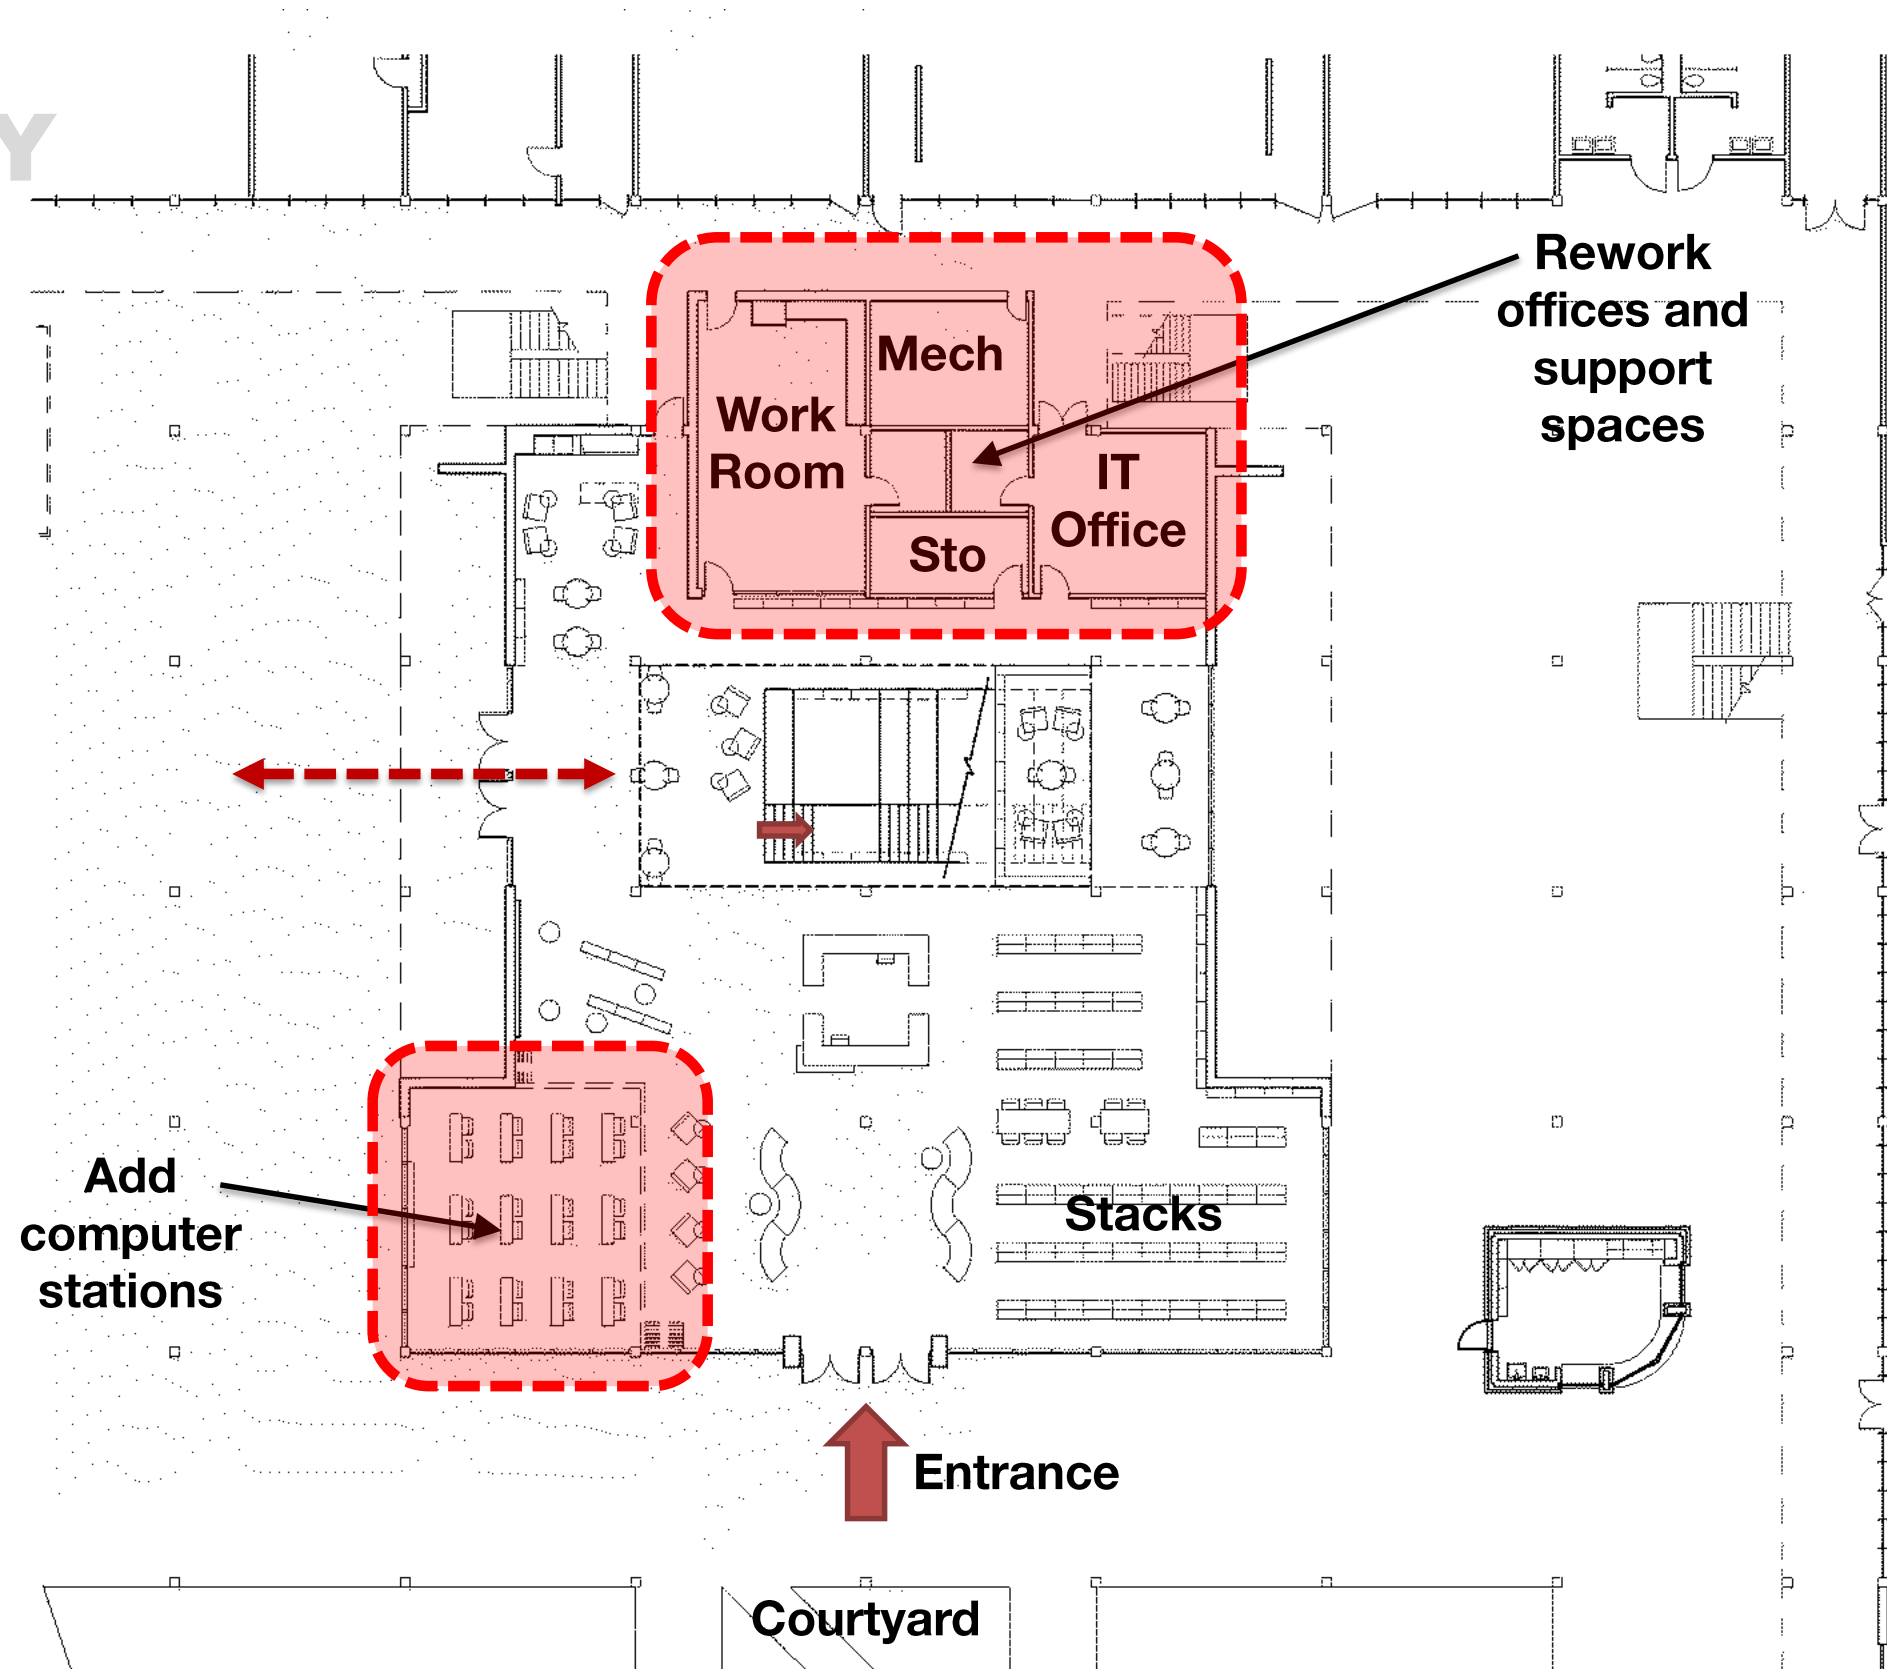 Y
Rework
offices and
support
spaces
Mech
Work
Room
IT
Office
Sto
Add
computer
stations
Stacks
Entrance
Courtyard